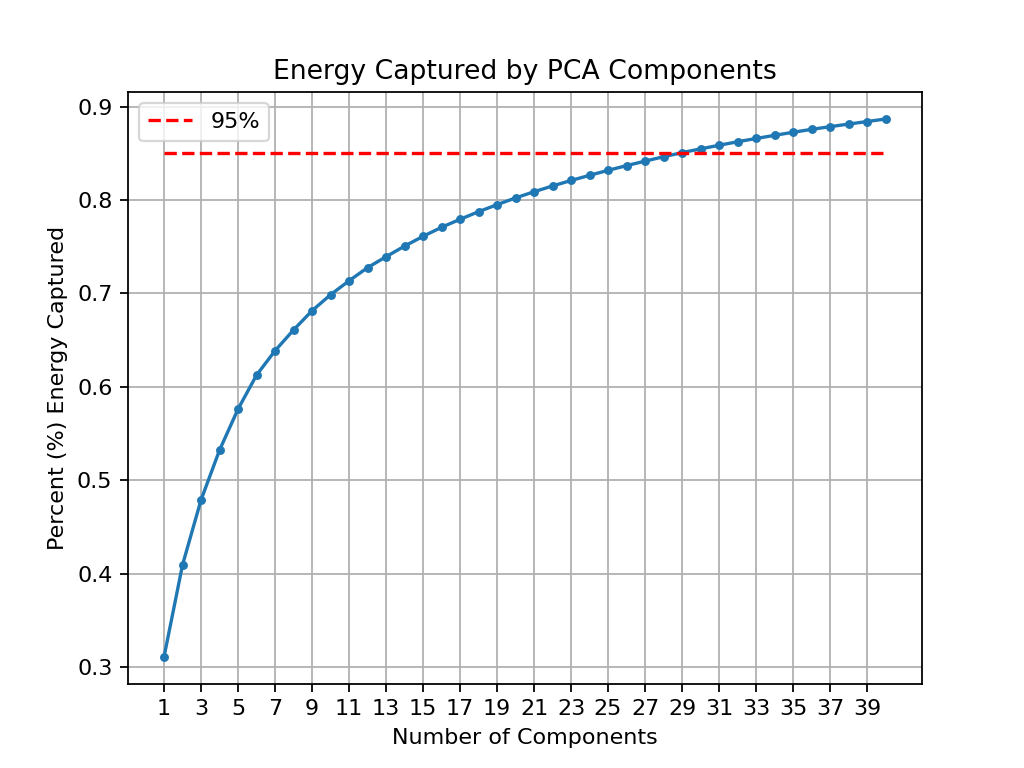 Energy Captured by PCA Components
95%
Percent (%) Energy Captured
0.9
0.8
0.7
0.6
0.5
0.4
0.3
1 3 5 7 9 11 13 15 17 19 21 23 25 27 29 31 33 35 37 39
Number of Components